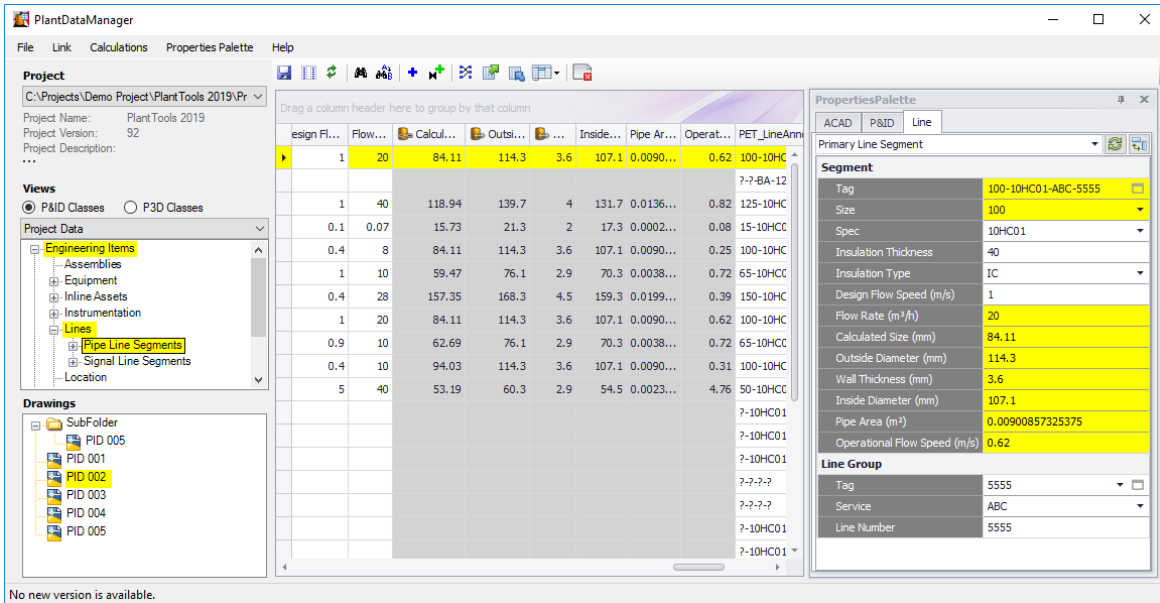 PlantDataManager
File Link Calculations Properties Palette Help
Project
C:\Projects\Demo Project\PlantTools 2019\Pr
Project Name: PlantTools 2019
Project Version: 92
Project Description:
...
Views
P&ID Classes P3D Classes
Project Data
Engineering Items
Assemblies
Equipment
Inline Assets
Instrumentation
Lines
Pipe Line Segments
Signal Line Segments
Location
Drawings
SubFolder
PID 005
PID 001
PID 002
PID 003
PID 004
PID 005
Drag a column header here to group by that column
esign Fl... Flow... Calcul... Outsi... ... Inside... Pipe Ar... Operat... PET_LineAnn
1 20 84.11 114.3 3.6 107.1 0.0090... 0.62 100-10HC
?-?-BA-12
1 40 118.94 139.7 4 131.7 0.0136... 0.82 125-10HC
0.1 0.07 15.73 21.3 2 17.3 0.0002... 0.08 15-10HC0
0.4 8 84.11 114.3 3.6 107.1 0.0090... 0.25 100-10HC
1 10 59.47 76.1 2.9 70.3 0.0038... 0.72 65-10HC0
0.4 28 157.35 168.3 4.5 159.3 0.0199... 0.39 150-10HC
1 20 84.11 114.3 3.6 107.1 0.0090... 0.62 100-10HC
0.9 10 62.69 76.1 2.9 70.3 0.0038... 0.72 65-10HC0
0.4 10 94.03 114.3 3.6 107.1 0.0090... 0.31 100-10HC
5 40 53.19 60.3 2.9 54.5 0.0023... 4.76 50-10HC0
?-10HC01
?-10HC01
?-10HC01
?-?-?-?
?-?-?-?
?-10HC01
?-10HC01
PropertiesPalette
ACAD P&ID Line
Primary Line Segment
Segment
Tag 100-10HC01-ABC-5555
Size 100
Spec 10HC01
Insulation Thickness 40
Insulation Type IC
Design Flow Speed (m/s) 1
Flow Rate (m³/h) 20
Calculated Size (mm) 84.11
Outside Diameter (mm) 114.3
Wall Thickness (mm) 3.6
Inside Diameter (mm) 107.1
Pipe Area (m²) 0.00900857325375
Operational Flow Speed (m/s) 0.62
Line Group
Tag 5555
Service ABC
Line Number 5555
No new version is available.